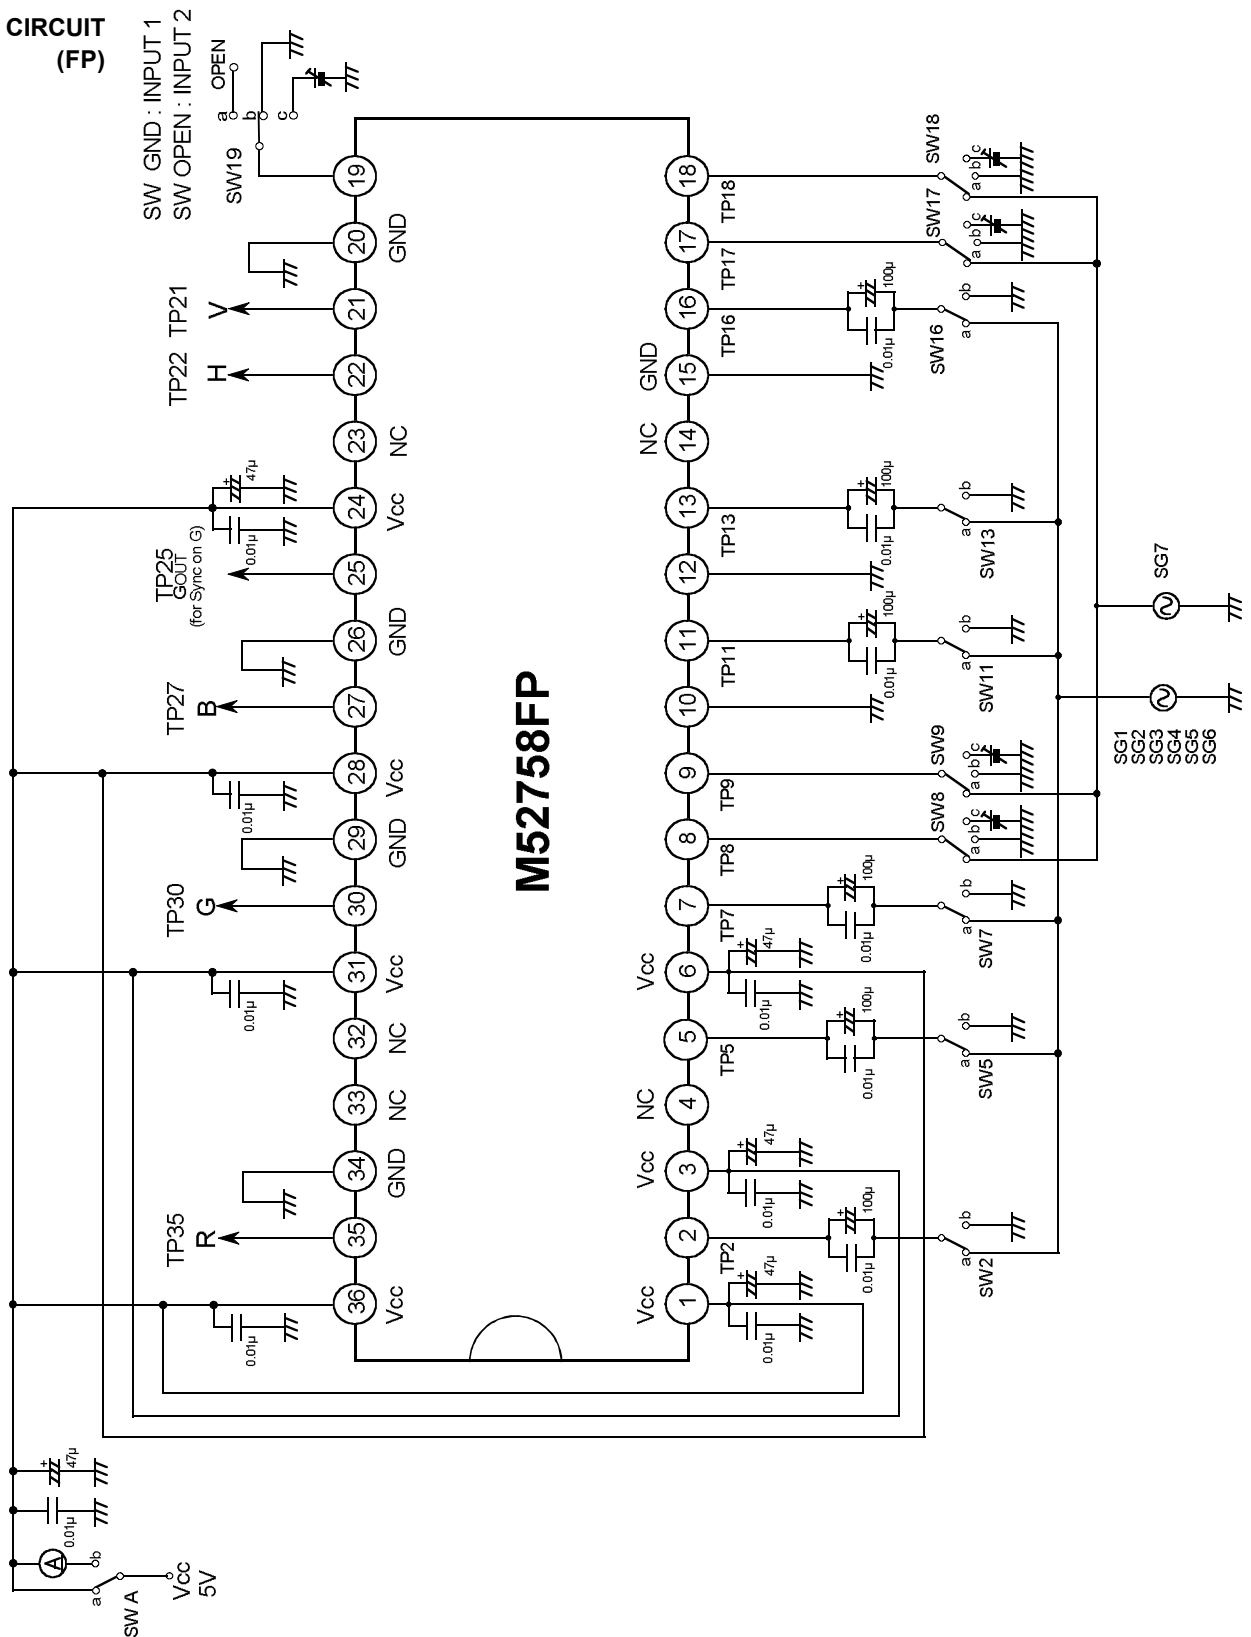 CIRCUIT
(FP)
SW GND : INPUT 1
SW OPEN : INPUT 2
OPEN
a
b
c
SW19
19
20
GND
TP21
V
21
TP22
H
22
23
NC
47µ
+
0.01µ
24
Vcc
TP25
GOUT
(for Sync on G)
25
26
GND
TP27
B
27
28
Vcc
0.01µ
29
GND
TP30
G
30
31
Vcc
0.01µ
32
NC
33
NC
34
GND
TP35
R
35
36
Vcc
0.01µ
M52758FP
18
TP18
SW18
a
b
c
17
TP17
SW17
a
b
c
16
TP16
+
100µ
0.01µ
SW16
a
b
15
GND
14
NC
13
TP13
+
100µ
0.01µ
SW13
a
b
12
11
TP11
+
100µ
0.01µ
SW11
a
b
10
9
TP9
SW9
a
b
c
8
TP8
SW8
a
b
c
7
TP7
+
100µ
0.01µ
SW7
a
b
6
Vcc
+
47µ
0.01µ
5
TP5
+
100µ
0.01µ
SW5
a
b
4
NC
3
Vcc
+
47µ
0.01µ
2
TP2
+
100µ
0.01µ
SW2
a
b
1
Vcc
+
47µ
0.01µ
SG7
SG1
SG2
SG3
SG4
SG5
SG6
+
47µ
0.01µ
A
a
b
SW A
Vcc
5V